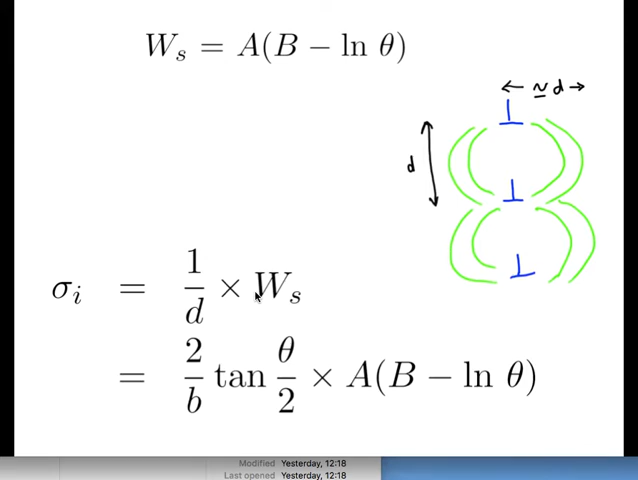 W_s = A(B − ln θ)
← ≃d →
⊥
d
⊥
⊥
σ_i = 1/d × W_s
= 2/b tan θ/2 × A(B − ln θ)
Modified Yesterday, 12:18
Last opened Yesterday, 12:18